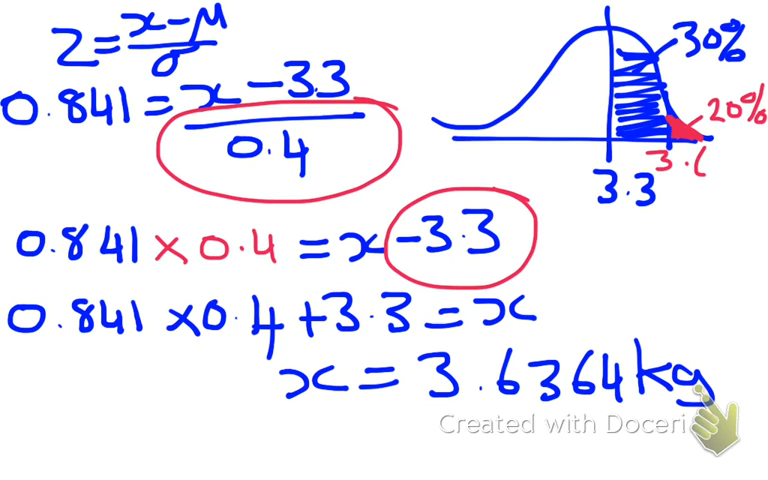 z = x - μ / σ
0.841 = x - 3.3 / 0.4
30%
20%
3.3
3.6
0.841 × 0.4 = x - 3.3
0.841 × 0.4 + 3.3 = x
x = 3.6364 kg
Created with Doceri